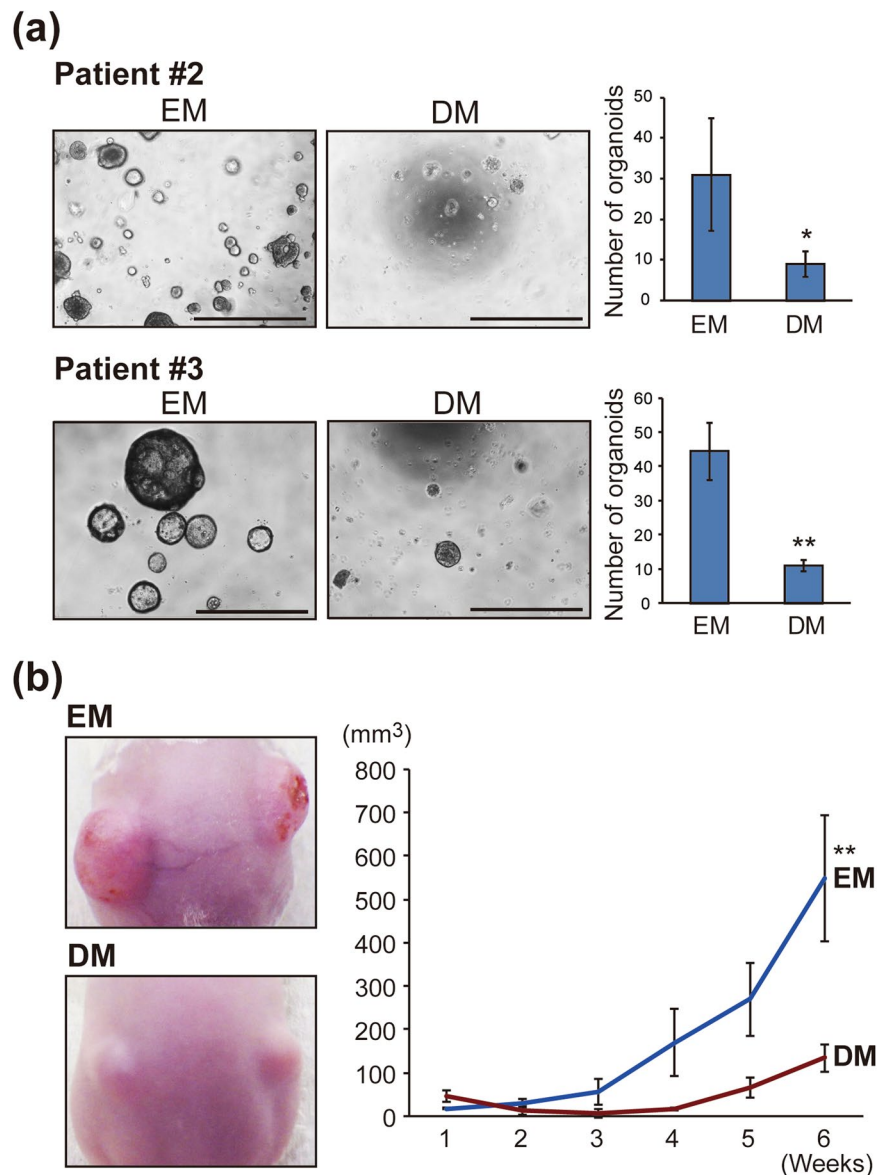 (a)
Patient #2
EM
DM
Number of organoids
50
40
30
20
10
0
*
EM DM
Patient #3
EM
DM
Number of organoids
60
50
40
30
20
10
0
**
EM DM
(b)
EM
DM
(mm3)
800
700
600
500
400
300
200
100
0
**
EM
DM
1 2 3 4 5 6
(Weeks)